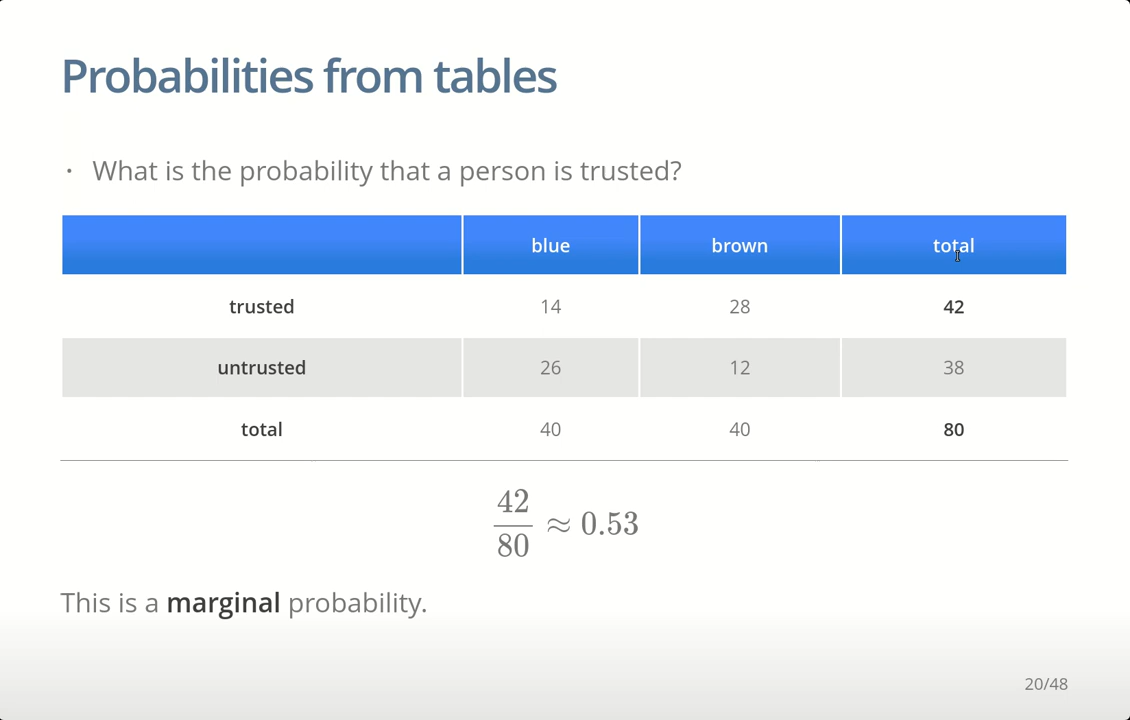 Probabilities from tables
· What is the probability that a person is trusted?
blue brown total
trusted 14 28 42
untrusted 26 12 38
total 40 40 80
42
80
≈ 0.53
This is a marginal probability.
20/48